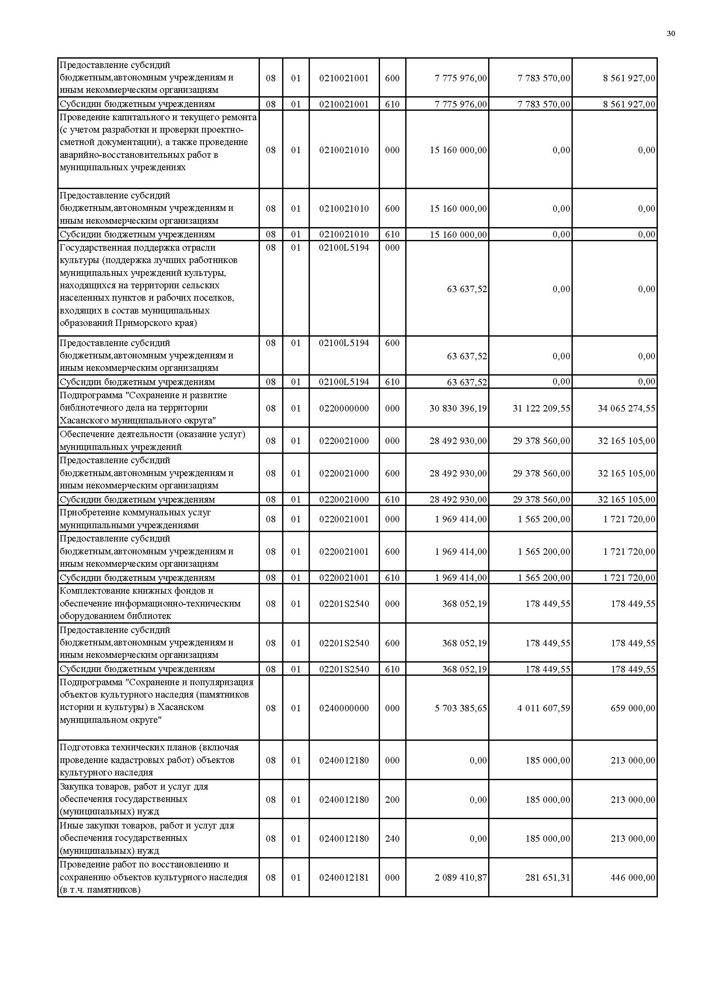 30
Предоставление субсидий
бюджетным,автономным учреждениям и
иным некоммерческим организациям
08 01 0210021001 600 7 775 976,00 7 783 570,00 8 561 927,00
Субсидии бюджетным учреждениям 08 01 0210021001 610 7 775 976,00 7 783 570,00 8 561 927,00
Проведение капитального и текущего ремонта
(с учетом разработки и проверки проектно-
сметной документации), а также проведение
аварийно-восстановительных работ в
муниципальных учреждениях
08 01 0210021010 000 15 160 000,00 0,00 0,00
Предоставление субсидий
бюджетным,автономным учреждениям и
иным некоммерческим организациям
08 01 0210021010 600 15 160 000,00 0,00 0,00
Субсидии бюджетным учреждениям 08 01 0210021010 610 15 160 000,00 0,00 0,00
Государственная поддержка отрасли
культуры (поддержка лучших работников
муниципальных учреждений культуры,
находящихся на территории сельских
населенных пунктов и рабочих поселков,
входящих в состав муниципальных
образований Приморского края)
08 01 02100L5194 000 63 637,52 0,00 0,00
Предоставление субсидий
бюджетным,автономным учреждениям и
иным некоммерческим организациям
08 01 02100L5194 600 63 637,52 0,00 0,00
Субсидии бюджетным учреждениям 08 01 02100L5194 610 63 637,52 0,00 0,00
Подпрограмма "Сохранение и развитие
библиотечного дела на территории
Хасанского муниципального округа"
08 01 0220000000 000 30 830 396,19 31 122 209,55 34 065 274,55
Обеспечение деятельности (оказание услуг)
муниципальных учреждений
08 01 0220021000 000 28 492 930,00 29 378 560,00 32 165 105,00
Предоставление субсидий
бюджетным,автономным учреждениям и
иным некоммерческим организациям
08 01 0220021000 600 28 492 930,00 29 378 560,00 32 165 105,00
Субсидии бюджетным учреждениям 08 01 0220021000 610 28 492 930,00 29 378 560,00 32 165 105,00
Приобретение коммунальных услуг
муниципальными учреждениями
08 01 0220021001 000 1 969 414,00 1 565 200,00 1 721 720,00
Предоставление субсидий
бюджетным,автономным учреждениям и
иным некоммерческим организациям
08 01 0220021001 600 1 969 414,00 1 565 200,00 1 721 720,00
Субсидии бюджетным учреждениям 08 01 0220021001 610 1 969 414,00 1 565 200,00 1 721 720,00
Комплектование книжных фондов и
обеспечение информационно-техническим
оборудованием библиотек
08 01 02201S2540 000 368 052,19 178 449,55 178 449,55
Предоставление субсидий
бюджетным,автономным учреждениям и
иным некоммерческим организациям
08 01 02201S2540 600 368 052,19 178 449,55 178 449,55
Субсидии бюджетным учреждениям 08 01 02201S2540 610 368 052,19 178 449,55 178 449,55
Подпрограмма "Сохранение и популяризация
объектов культурного наследия (памятников
истории и культуры) в Хасанском
муниципальном округе"
08 01 0240000000 000 5 703 385,65 4 011 607,59 659 000,00
Подготовка технических планов (включая
проведение кадастровых работ) объектов
культурного наследия
08 01 0240012180 000 0,00 185 000,00 213 000,00
Закупка товаров, работ и услуг для
обеспечения государственных
(муниципальных) нужд
08 01 0240012180 200 0,00 185 000,00 213 000,00
Иные закупки товаров, работ и услуг для
обеспечения государственных
(муниципальных) нужд
08 01 0240012180 240 0,00 185 000,00 213 000,00
Проведение работ по восстановлению и
сохранению объектов культурного наследия
(в т.ч. памятников)
08 01 0240012181 000 2 089 410,87 281 651,31 446 000,00